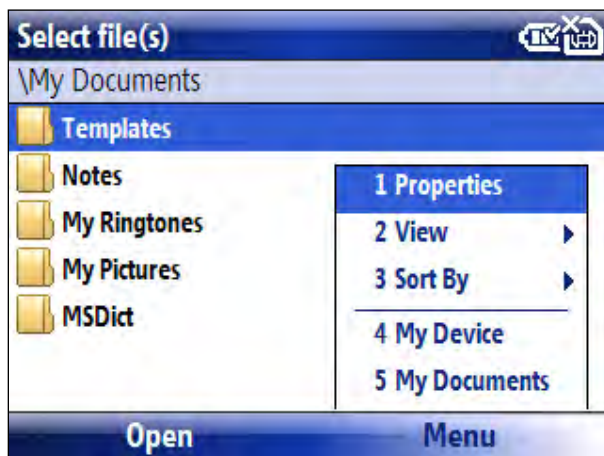 Select file(s)
\My Documents
Templates
Notes
My Ringtones
My Pictures
MSDict
1 Properties
2 View
3 Sort By
4 My Device
5 My Documents
Open
Menu